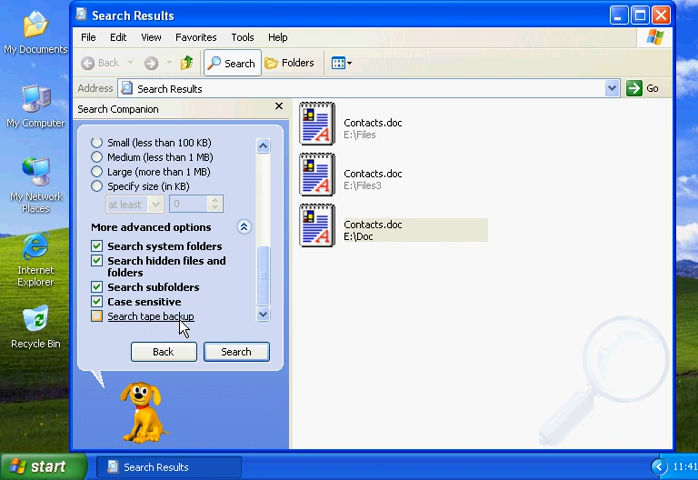 My Documents
My Computer
My Network
Places
Internet
Explorer
Recycle Bin
Search Results
File Edit View Favorites Tools Help
Back Search Folders
Address Search Results Go
Search Companion
Small (less than 100 KB)
Medium (less than 1 MB)
Large (more than 1 MB)
Specify size (in KB)
at least 0
More advanced options
Search system folders
Search hidden files and
folders
Search subfolders
Case sensitive
Search tape backup
Back Search
Contacts.doc
E:\Files
Contacts.doc
E:\Files3
Contacts.doc
E:\Doc
start Search Results 11:41